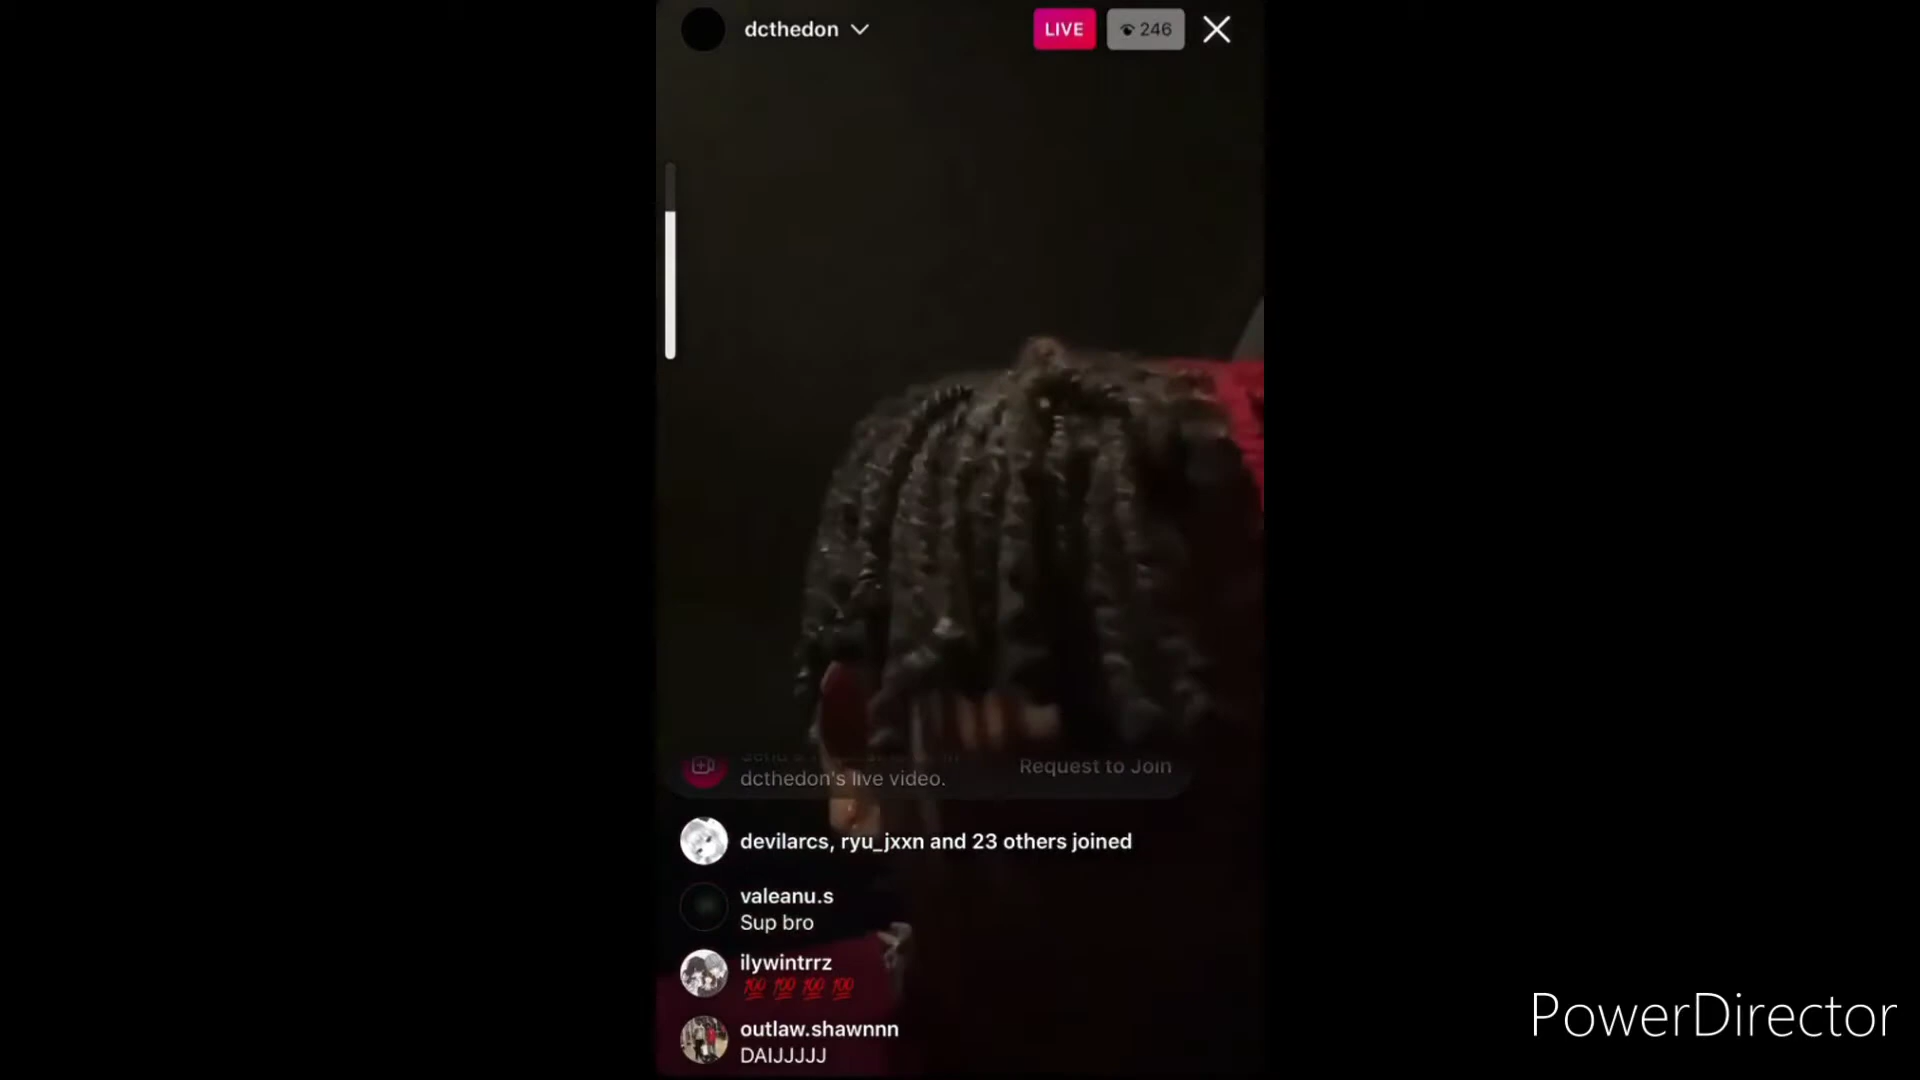 dcthedon
LIVE
246
dcthedon's live video.
Request to Join
devilarcs, ryu_jxxn and 23 others joined
valeanu.s
Sup bro
ilywintrrz
💯 💯 💯 💯
outlaw.shawnnn
DAIJJJJJ
PowerDirector